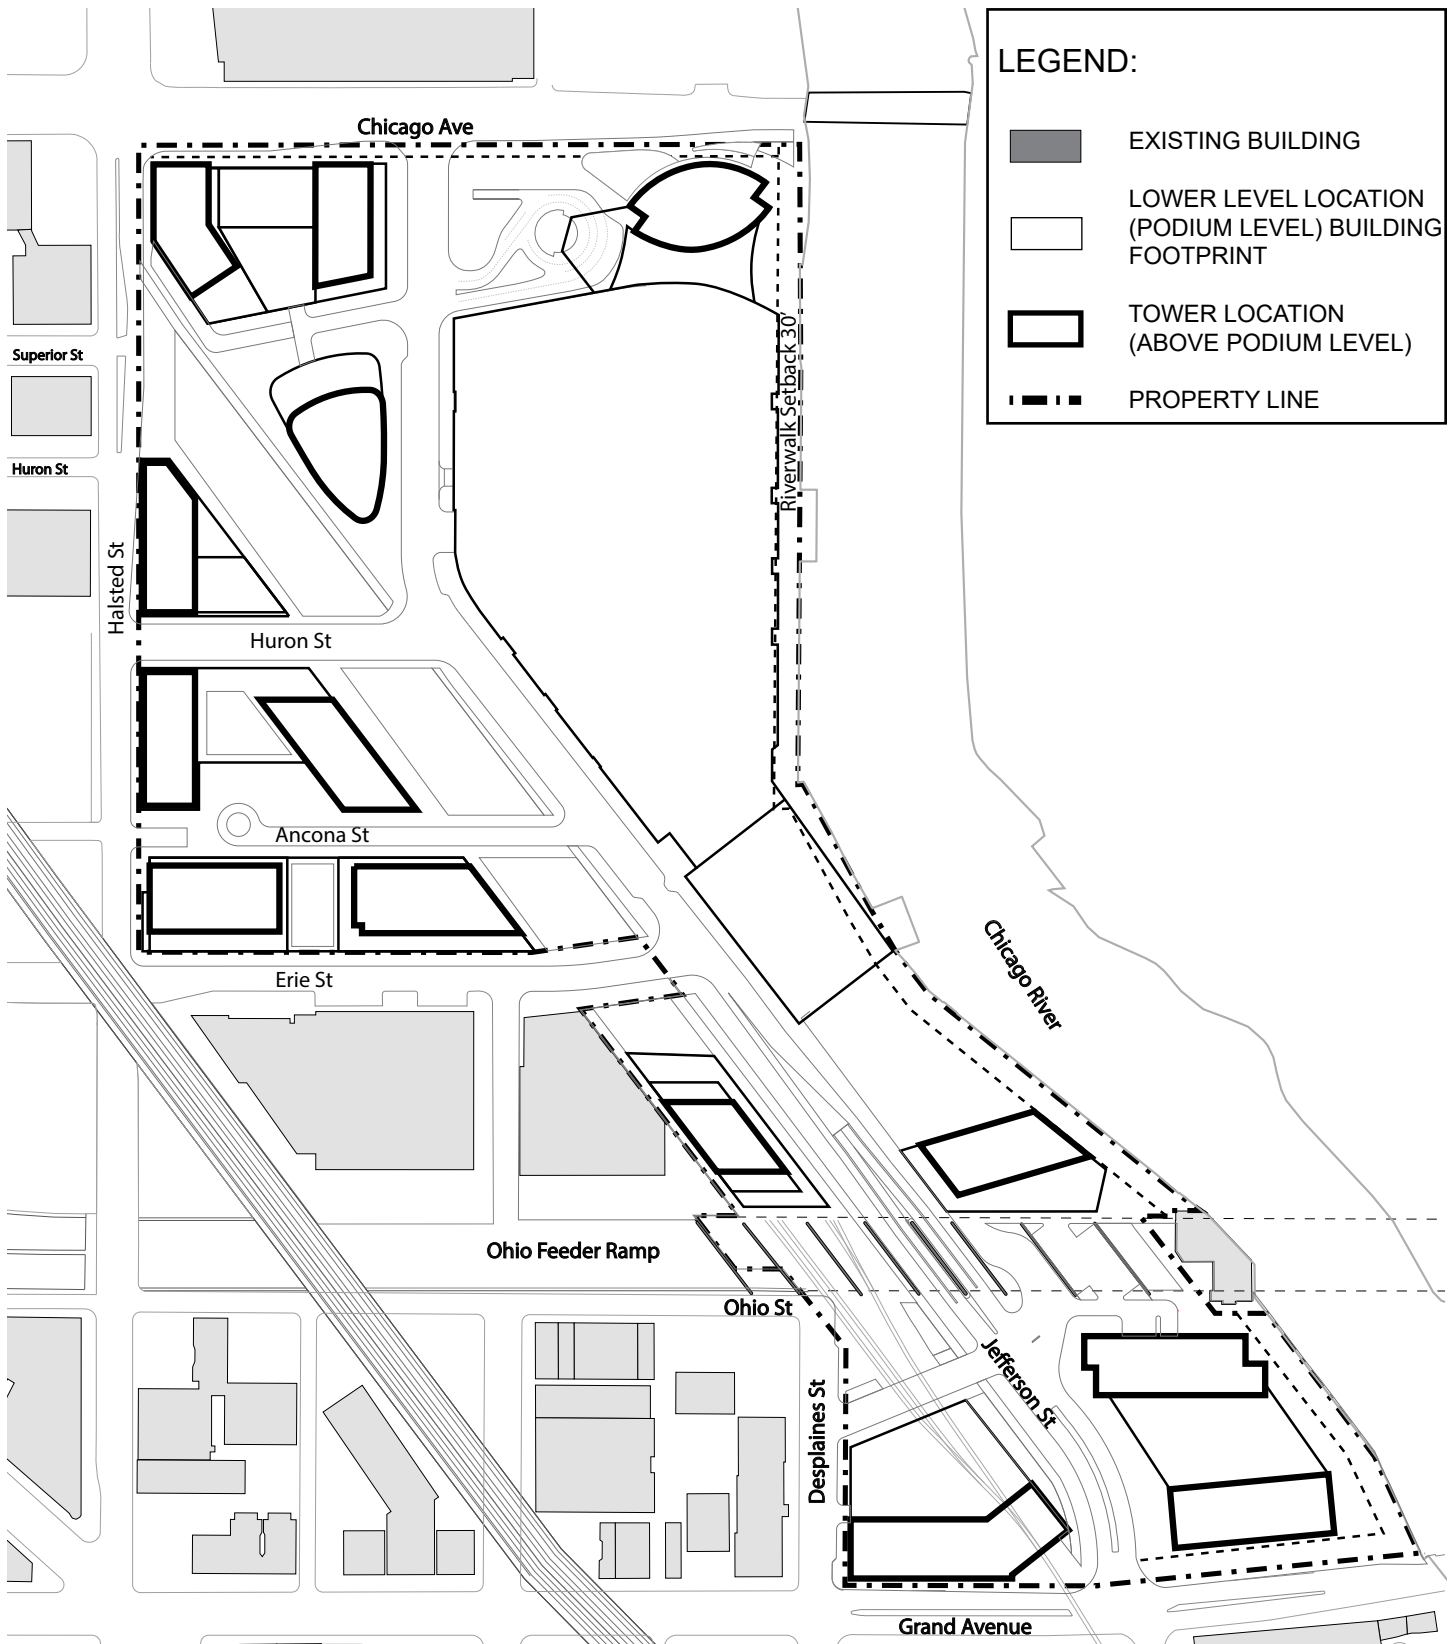 LEGEND:
EXISTING BUILDING
LOWER LEVEL LOCATION
(PODIUM LEVEL) BUILDING
FOOTPRINT
TOWER LOCATION
(ABOVE PODIUM LEVEL)
PROPERTY LINE
Chicago Ave
Superior St
Riverwalk Setback 30'
Huron St
Halsted St
Huron St
Ancona St
Chicago River
Erie St
Ohio Feeder Ramp
Ohio St
Jefferson St
Desplaines St
Grand Avenue